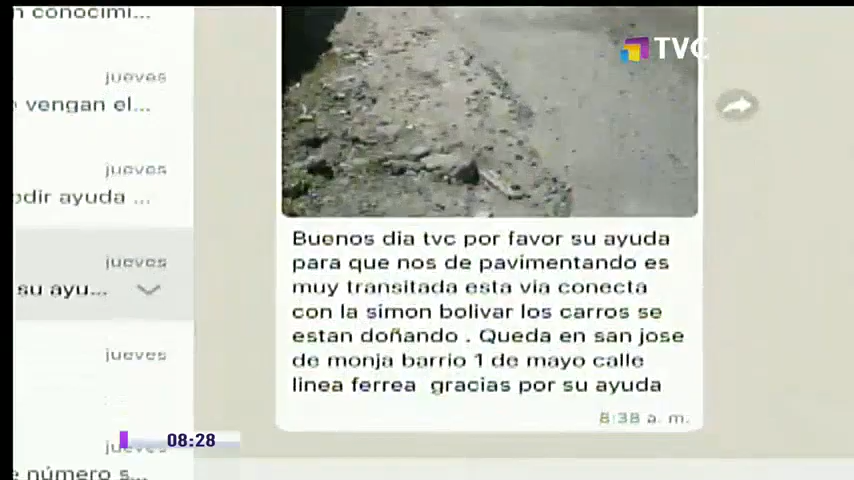 n conocimi...
jueves
vengan el...
jueves
edir ayuda ...
jueves
su ayu...
jueves
jueves
número s...
TVC
Buenos dia tvc por favor su ayuda
para que nos de pavimentando es
muy transitada esta via conecta
con la simon bolivar los carros se
estan doñando . Queda en san jose
de monja barrio 1 de mayo calle
linea ferrea gracias por su ayuda
8:38 a. m.
08:28